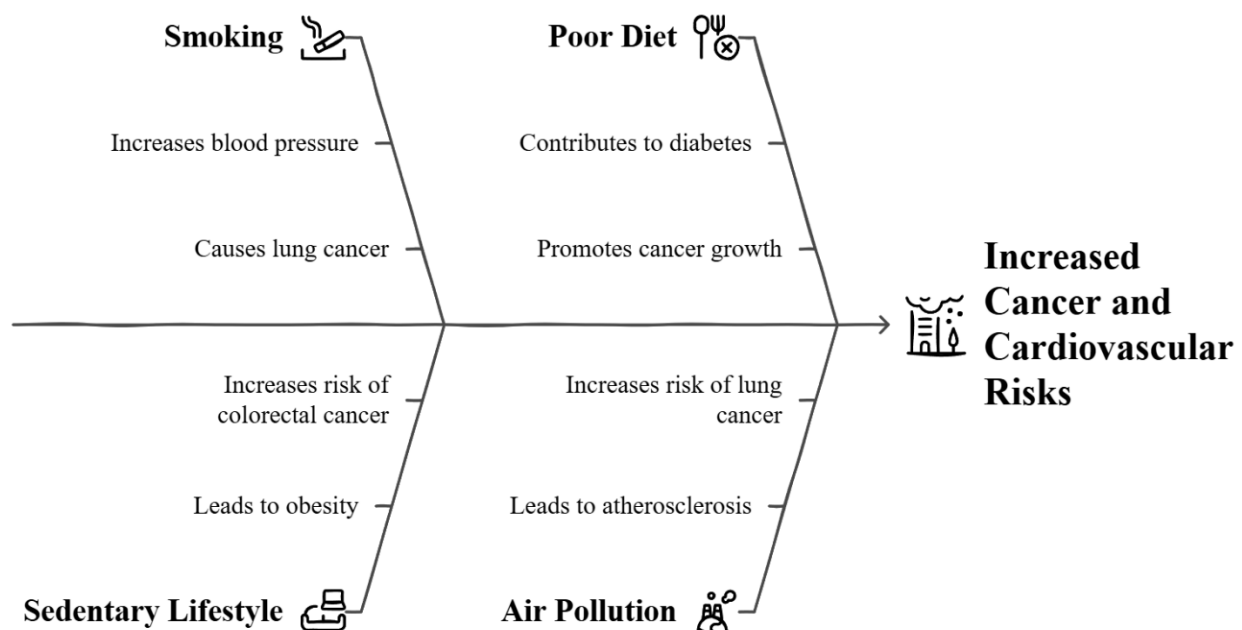 Smoking
Poor Diet
Increases blood pressure
Contributes to diabetes
Causes lung cancer
Promotes cancer growth
Increased
Cancer and
Cardiovascular
Risks
Increases risk of
colorectal cancer
Increases risk of lung
cancer
Leads to obesity
Leads to atherosclerosis
Sedentary Lifestyle
Air Pollution